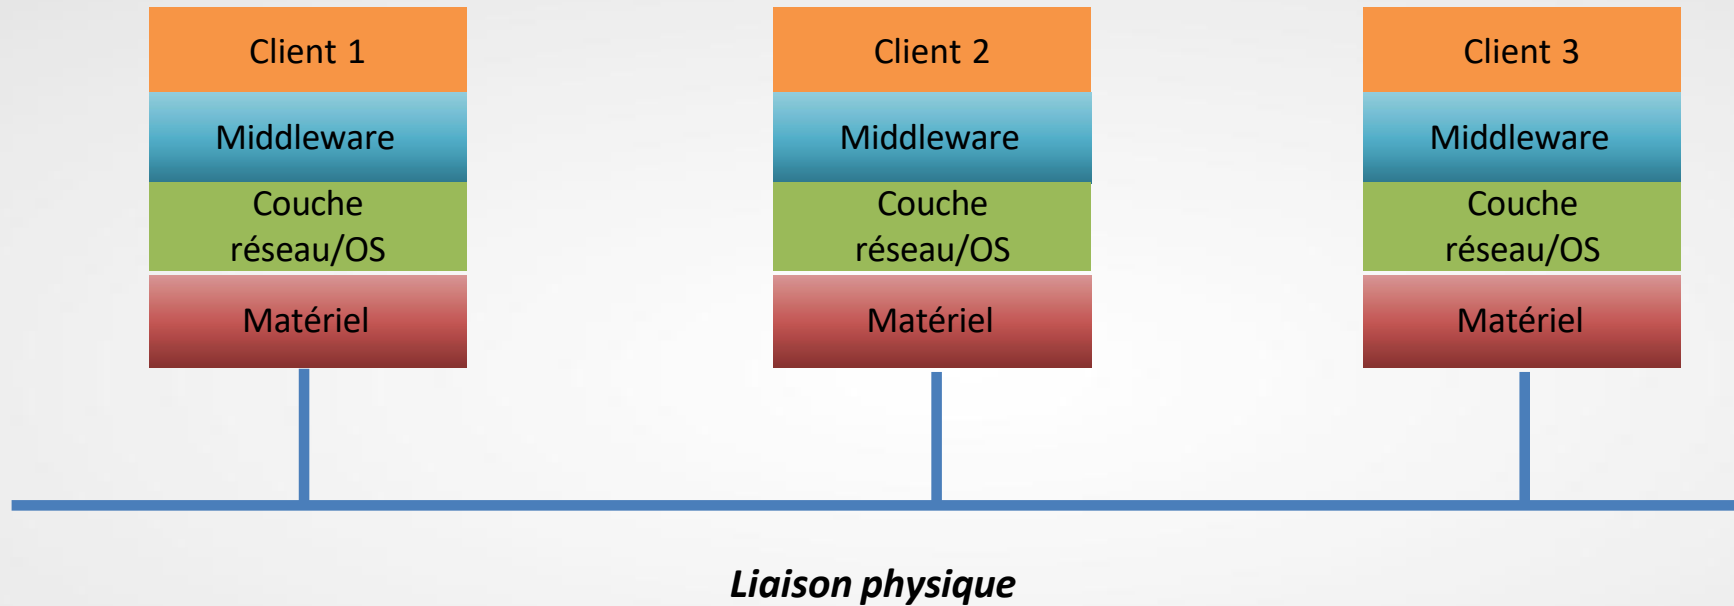 Client 1
Middleware
Couche
réseau/OS
Matériel
Client 2
Middleware
Couche
réseau/OS
Matériel
Client 3
Middleware
Couche
réseau/OS
Matériel
Liaison physique